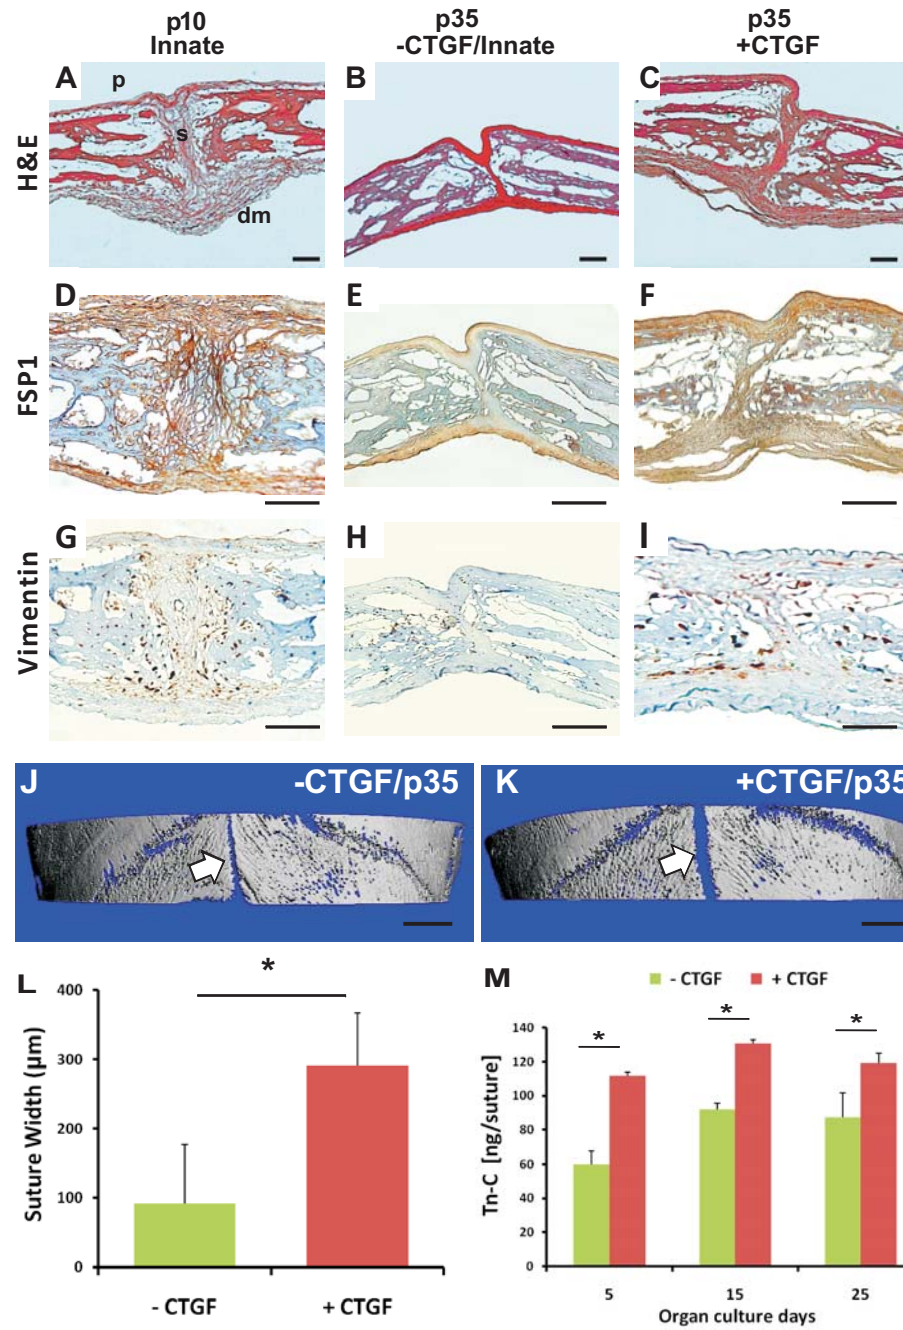 p10
Innate
p35
-CTGF/Innate
p35
+CTGF
H&E
A
p
s
dm
B
C
FSP1
D
E
F
Vimentin
G
H
I
J
-CTGF/p35
K
+CTGF/p35
L
*
Suture Width (µm)
400
300
200
100
0
- CTGF
+ CTGF
M
- CTGF
+ CTGF
*
*
*
Tn-C [ng/suture]
140
120
100
80
60
40
20
0
5
15
25
Organ culture days